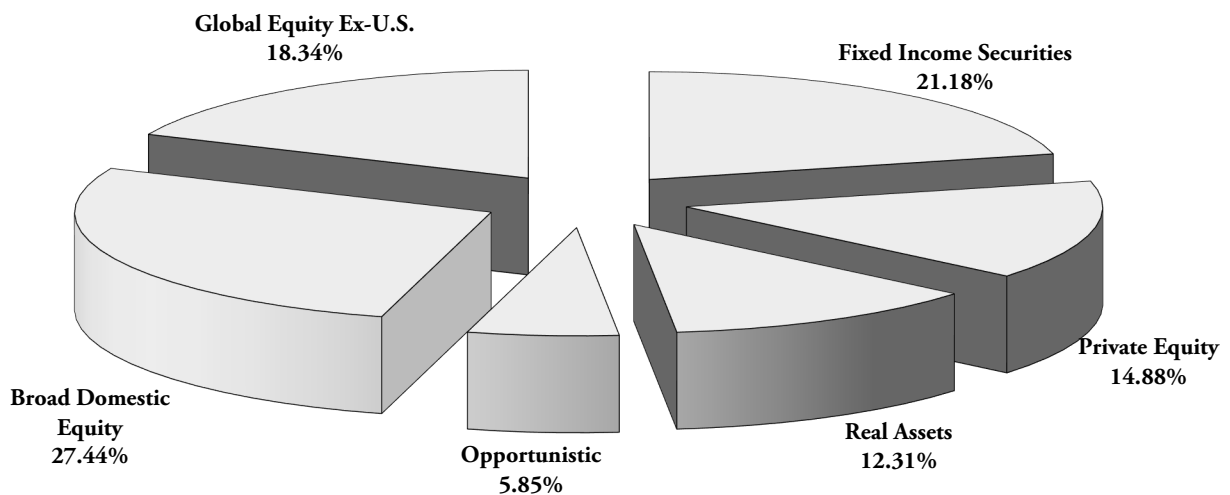 Global Equity Ex-U.S.
18.34%
Fixed Income Securities
21.18%
Private Equity
14.88%
Broad Domestic
Equity
27.44%
Real Assets
12.31%
Opportunistic
5.85%